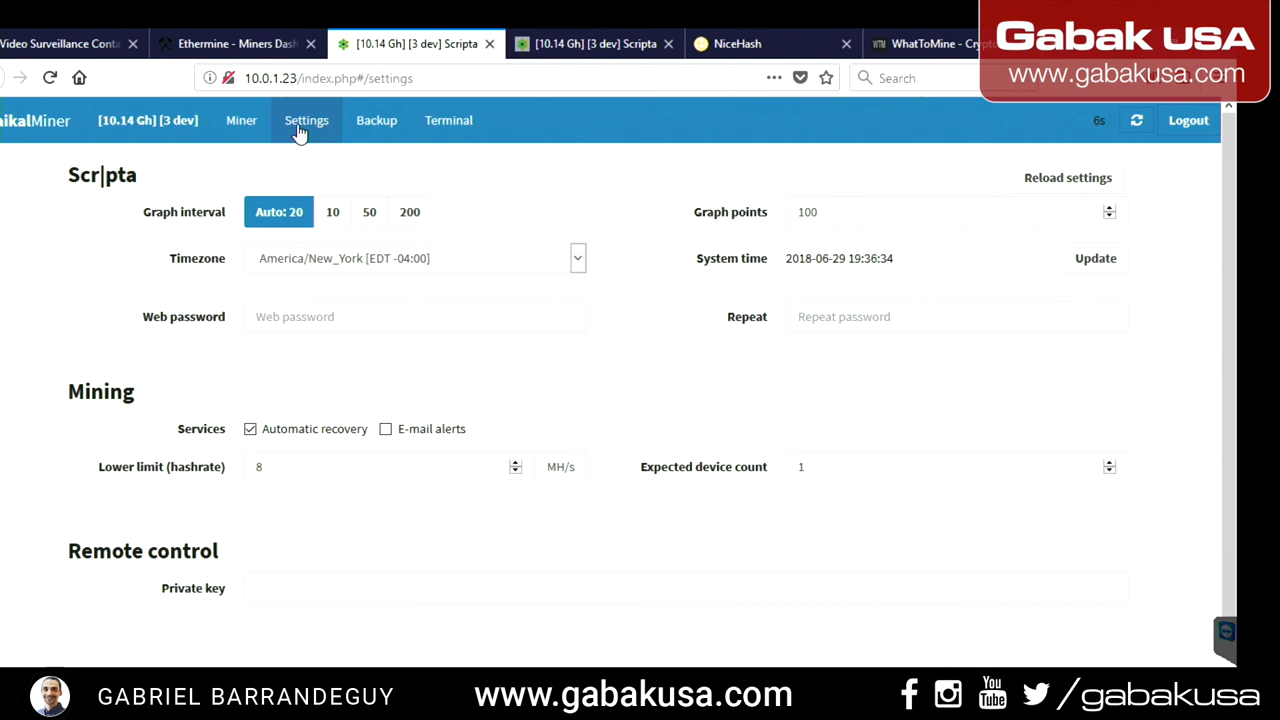 Gabak USA
www.gabakusa.com
Video Surveillance Conta
Ethermine - Miners Dash
[10.14 Gh] [3 dev] Scripta
[10.14 Gh] [3 dev] Scripta
NiceHash
WhatToMine - Crypto
10.0.1.23/index.php#/settings
Search
aikalMiner
[10.14 Gh] [3 dev]
Miner
Settings
Backup
Terminal
6s
Logout
Scr|pta
Reload settings
Graph interval
Auto: 20
10
50
200
Graph points
100
Timezone
America/New_York [EDT -04:00]
System time
2018-06-29 19:36:34
Update
Web password
Web password
Repeat
Repeat password
Mining
Services
Automatic recovery
E-mail alerts
Lower limit (hashrate)
8
MH/s
Expected device count
1
Remote control
Private key
GABRIEL BARRANDEGUY
www.gabakusa.com
You
Tube
/gabakusa